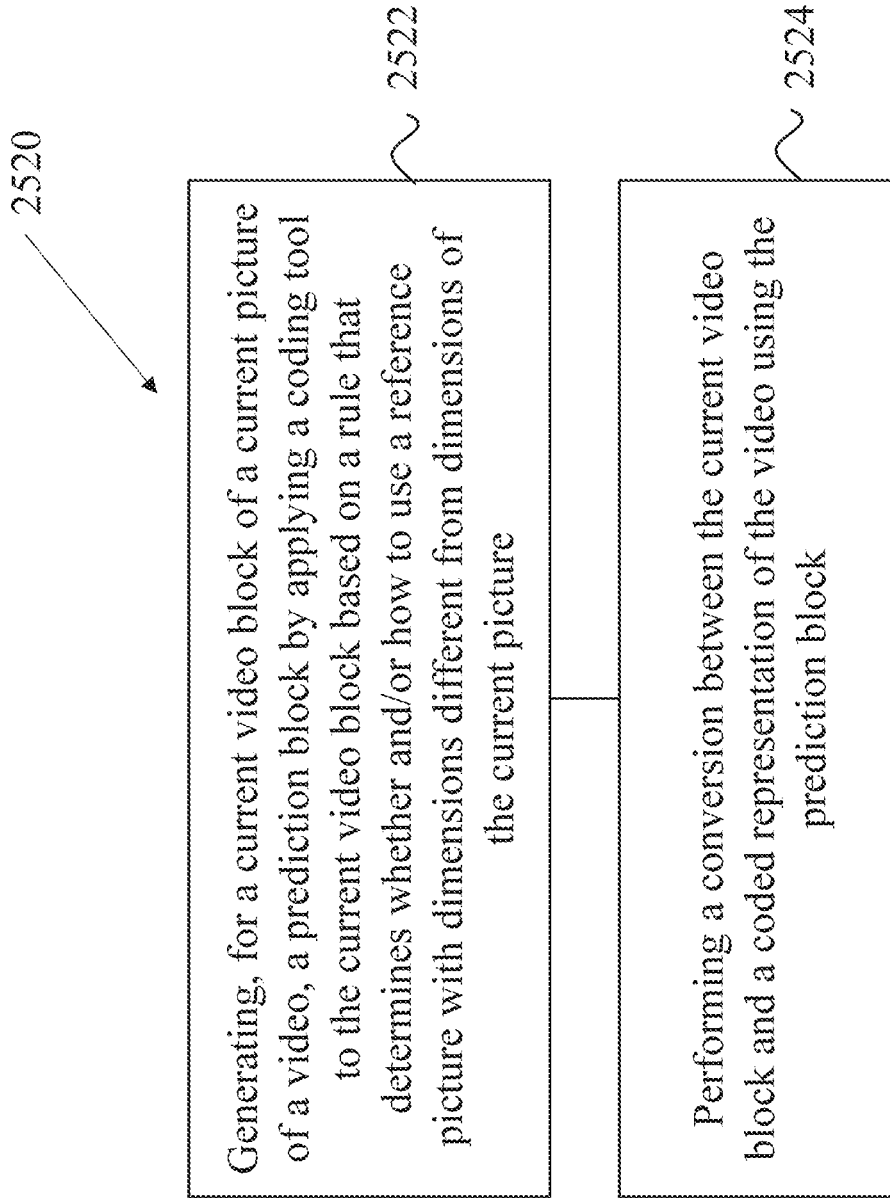 2520
Generating, for a current video block of a current picture
of a video, a prediction block by applying a coding tool
to the current video block based on a rule that
determines whether and/or how to use a reference
picture with dimensions different from dimensions of
the current picture
2522
Performing a conversion between the current video
block and a coded representation of the video using the
prediction block
2524